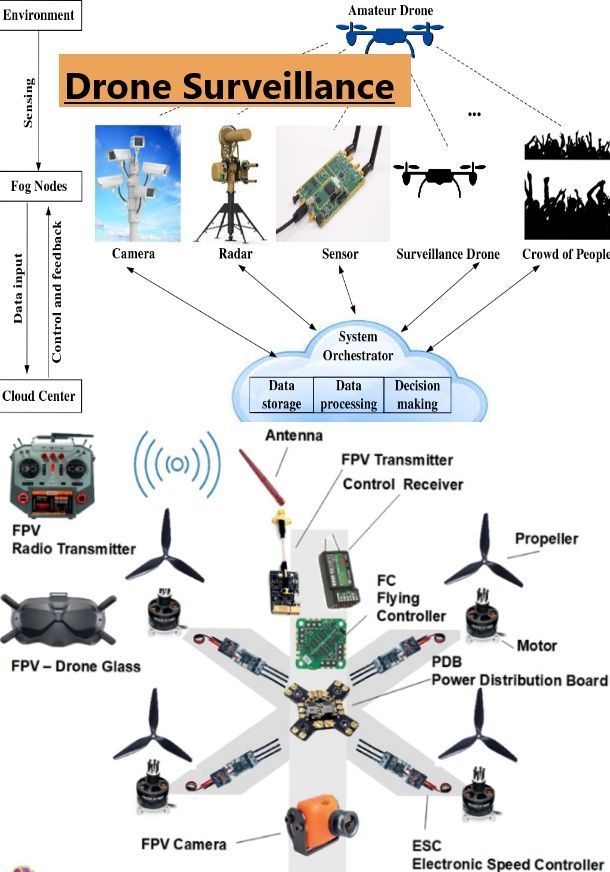 Environment
Amateur Drone
Drone Surveillance
Sensing
...
Fog Nodes
Camera
Radar
Sensor
Surveillance Drone
Crowd of People
Data input
Control and feedback
System
Orchestrator
Data
storage
Data
processing
Decision
making
Cloud Center
Antenna
FPV Transmitter
Control Receiver
FPV
Radio Transmitter
Propeller
FC
Flying
Controller
Motor
FPV – Drone Glass
PDB
Power Distribution Board
FPV Camera
ESC
Electronic Speed Controller